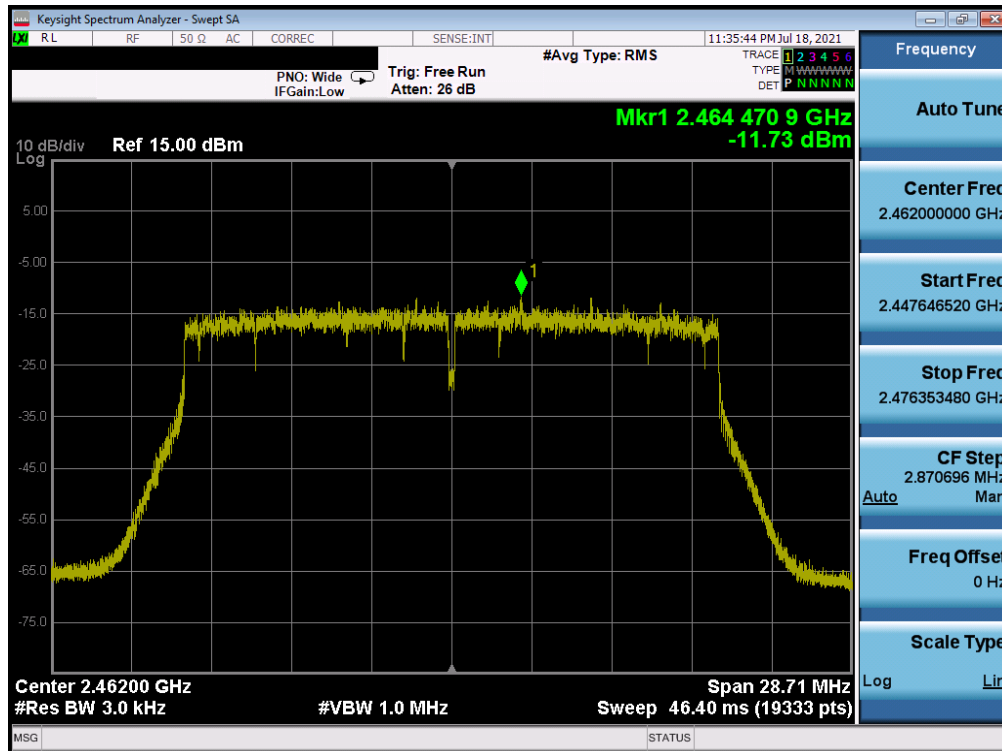 Keysight Spectrum Analyzer - Swept SA
LXI RL RF 50 Ω AC CORREC SENSE:INT 11:35:44 PM Jul 18, 2021
#Avg Type: RMS
TRACE 1 2 3 4 5 6
TYPE M WWWWW
DET P N N N N N
PNO: Wide
IFGain:Low
Trig: Free Run
Atten: 26 dB
Mkr1 2.464 470 9 GHz
-11.73 dBm
10 dB/div
Log
Ref 15.00 dBm
1
5.00
-5.00
-15.0
-25.0
-35.0
-45.0
-55.0
-65.0
-75.0
Center 2.46200 GHz
Span 28.71 MHz
#Res BW 3.0 kHz
#VBW 1.0 MHz
Sweep 46.40 ms (19333 pts)
MSG
STATUS
Frequency
Auto Tune
Center Freq
2.462000000 GHz
Start Freq
2.447646520 GHz
Stop Freq
2.476353480 GHz
CF Step
2.870696 MHz
Auto Man
Freq Offset
0 Hz
Scale Type
Log Lin